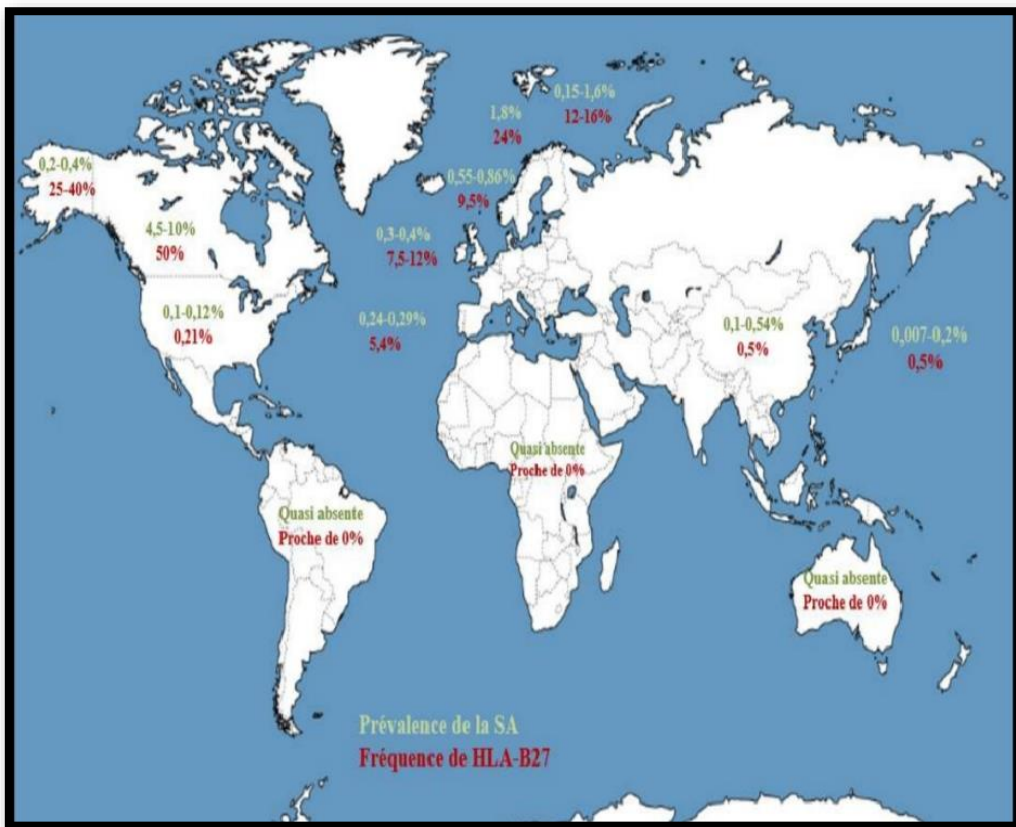 0,15-1,6%
12-16%
1,8%
24%
0,2-0,4%
25-40%
0,55-0,86%
9,5%
4,5-10%
50%
0,3-0,4%
7,5-12%
0,1-0,12%
0,21%
0,24-0,29%
5,4%
0,1-0,54%
0,5%
0,007-0,2%
0,5%
Quasi absente
Proche de 0%
Quasi absente
Proche de 0%
Quasi absente
Proche de 0%
Prévalence de la SA
Fréquence de HLA-B27